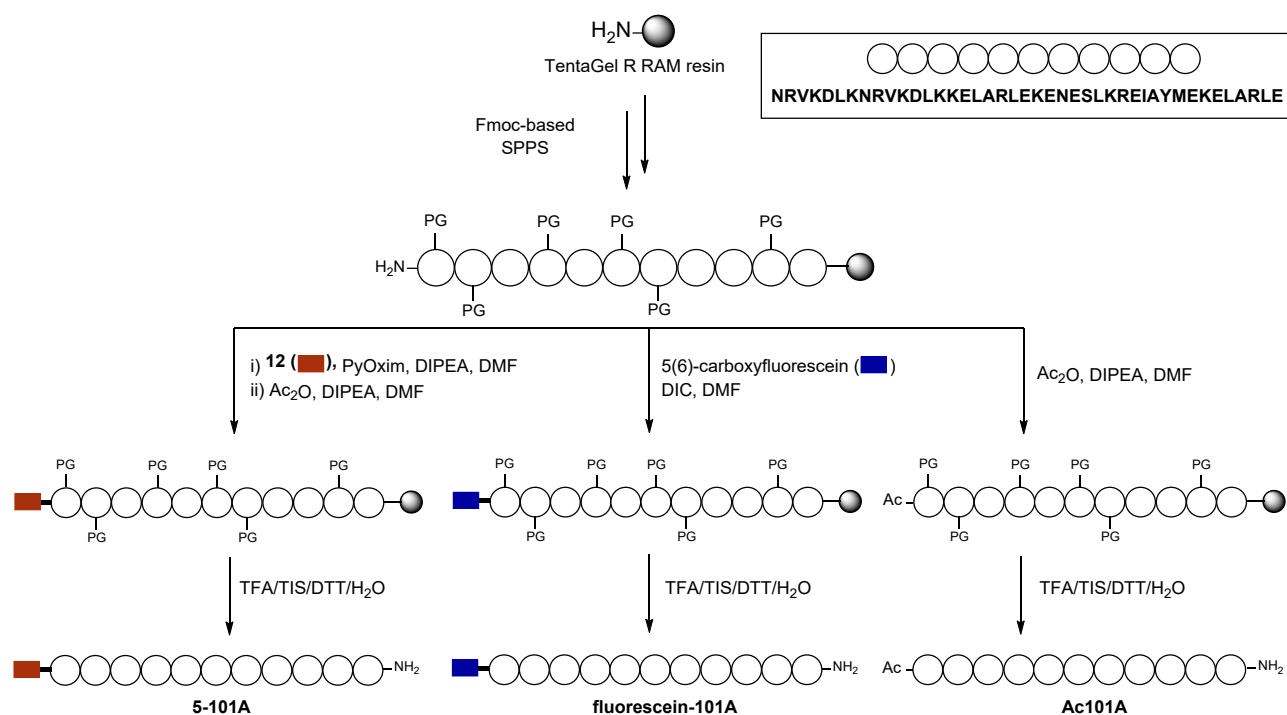 H2N
TentaGel R RAM resin
NRVKDLKNRVKDLKKELARLEKENESLKREIAYMEKELARLE
Fmoc-based
SPPS
PG PG PG PG
H2N
PG PG
i) 12 ( ), PyOxim, DIPEA, DMF
ii) Ac2O, DIPEA, DMF
5(6)-carboxyfluorescein ( )
DIC, DMF
Ac2O, DIPEA, DMF
PG PG PG PG
PG PG
PG PG PG PG
PG PG
PG PG PG PG
Ac
PG PG
TFA/TIS/DTT/H2O
TFA/TIS/DTT/H2O
TFA/TIS/DTT/H2O
NH2
NH2
Ac NH2
5-101A
fluorescein-101A
Ac101A